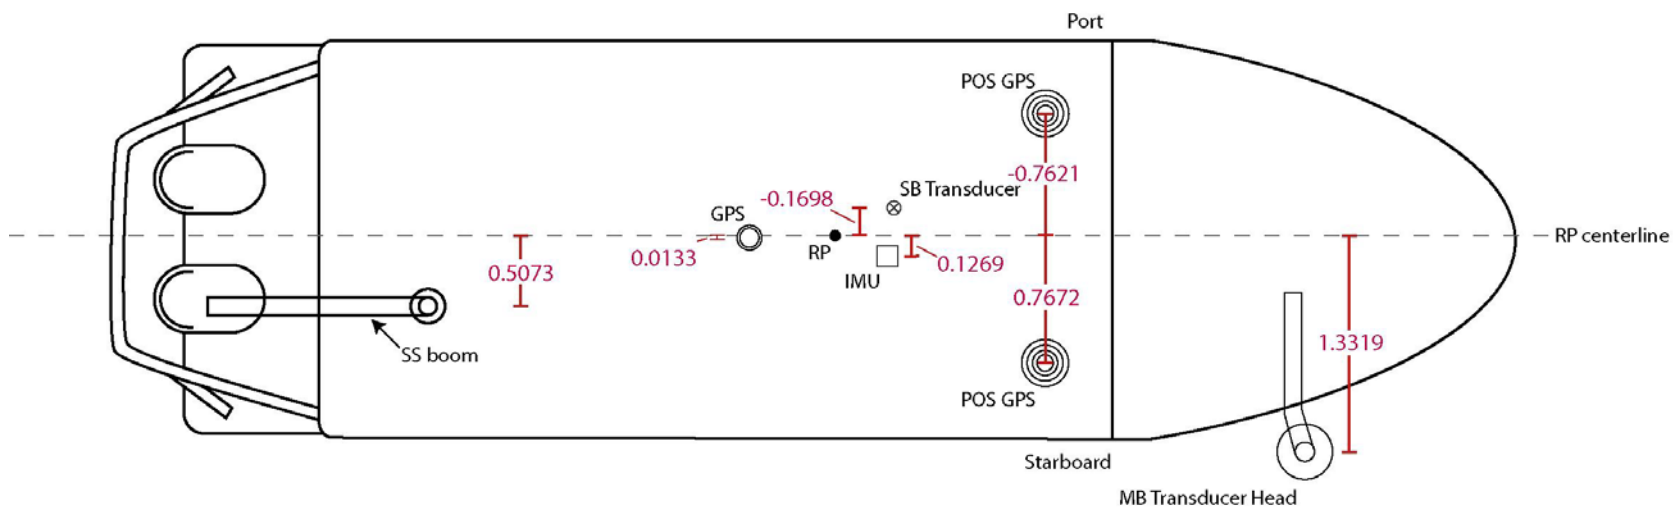 Port
POS GPS
-0.7621
SB Transducer
-0.1698
GPS
RP centerline
0.0133
RP
0.1269
0.5073
IMU
0.7672
1.3319
SS boom
POS GPS
Starboard
MB Transducer Head